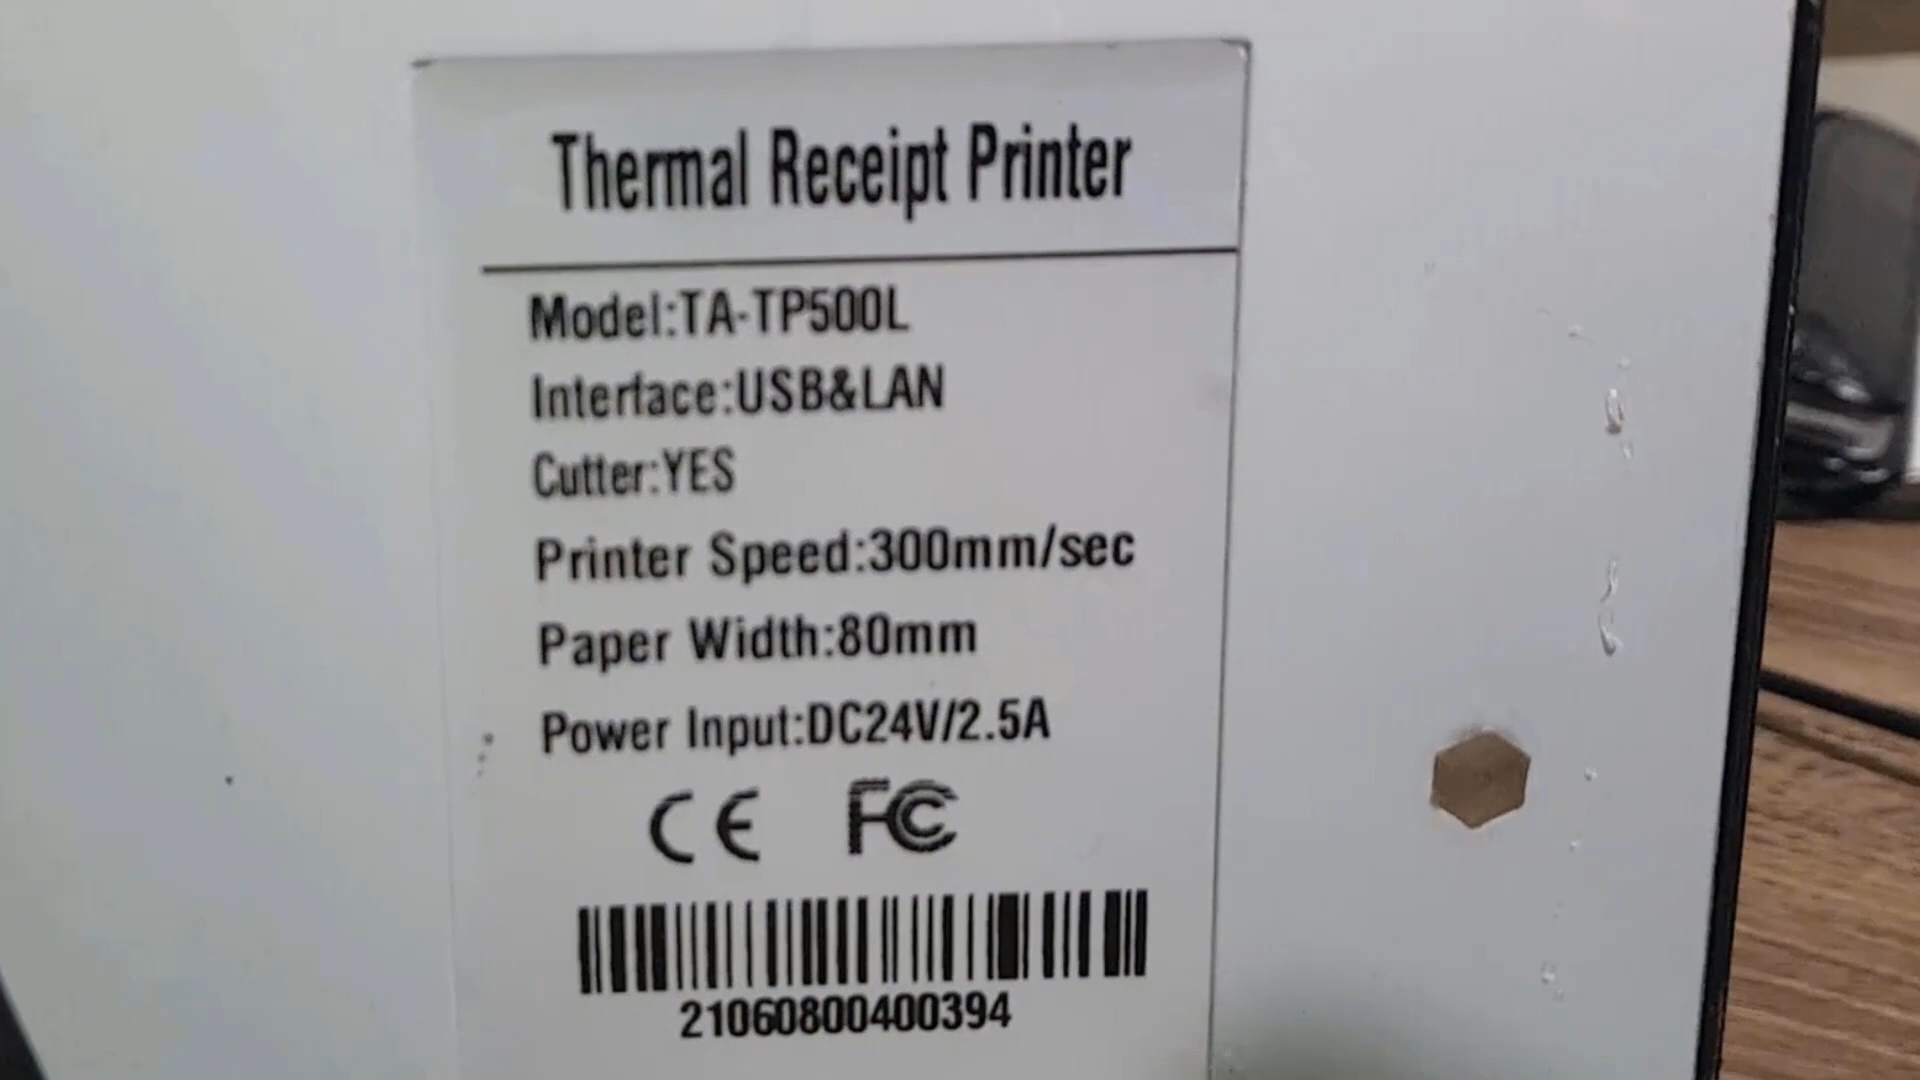 Thermal Receipt Printer
Model:TA-TP500L
Interface:USB&LAN
Cutter:YES
Printer Speed:300mm/sec
Paper Width:80mm
Power Input:DC24V/2.5A
CE FC
21060800400394